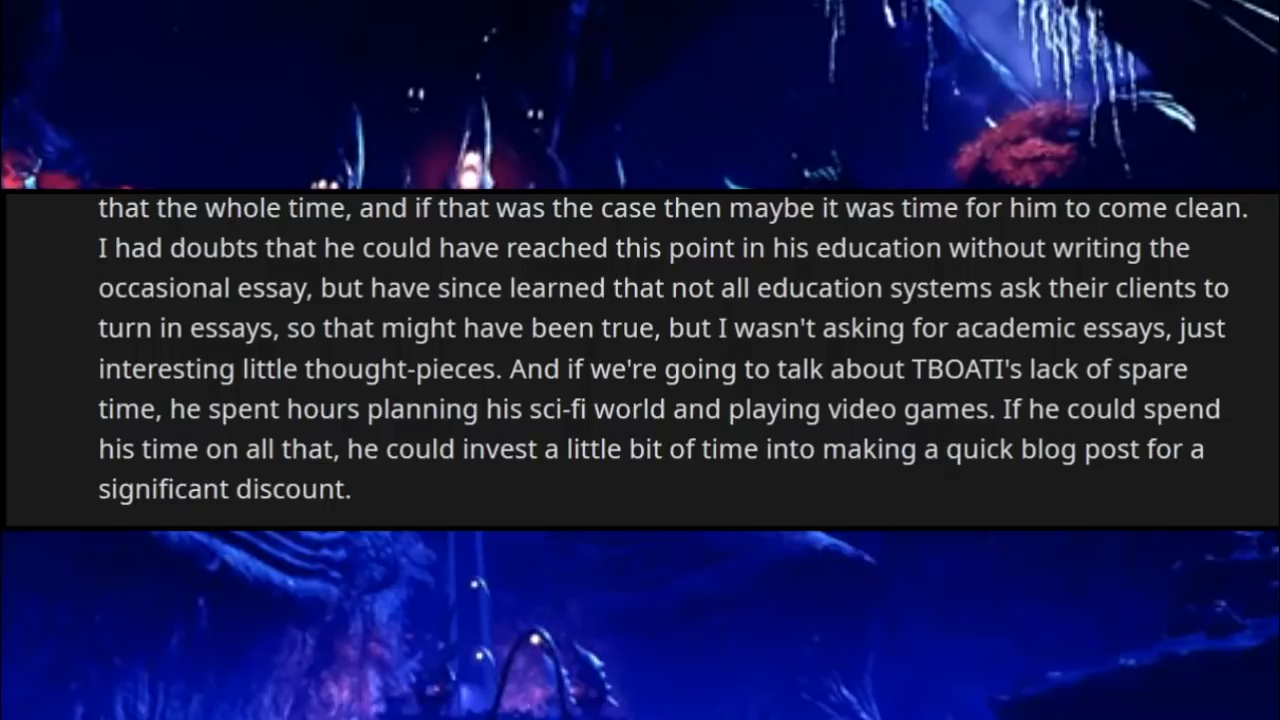 that the whole time, and if that was the case then maybe it was time for him to come clean.
I had doubts that he could have reached this point in his education without writing the
occasional essay, but have since learned that not all education systems ask their clients to
turn in essays, so that might have been true, but I wasn't asking for academic essays, just
interesting little thought-pieces. And if we're going to talk about TBOATI's lack of spare
time, he spent hours planning his sci-fi world and playing video games. If he could spend
his time on all that, he could invest a little bit of time into making a quick blog post for a
significant discount.